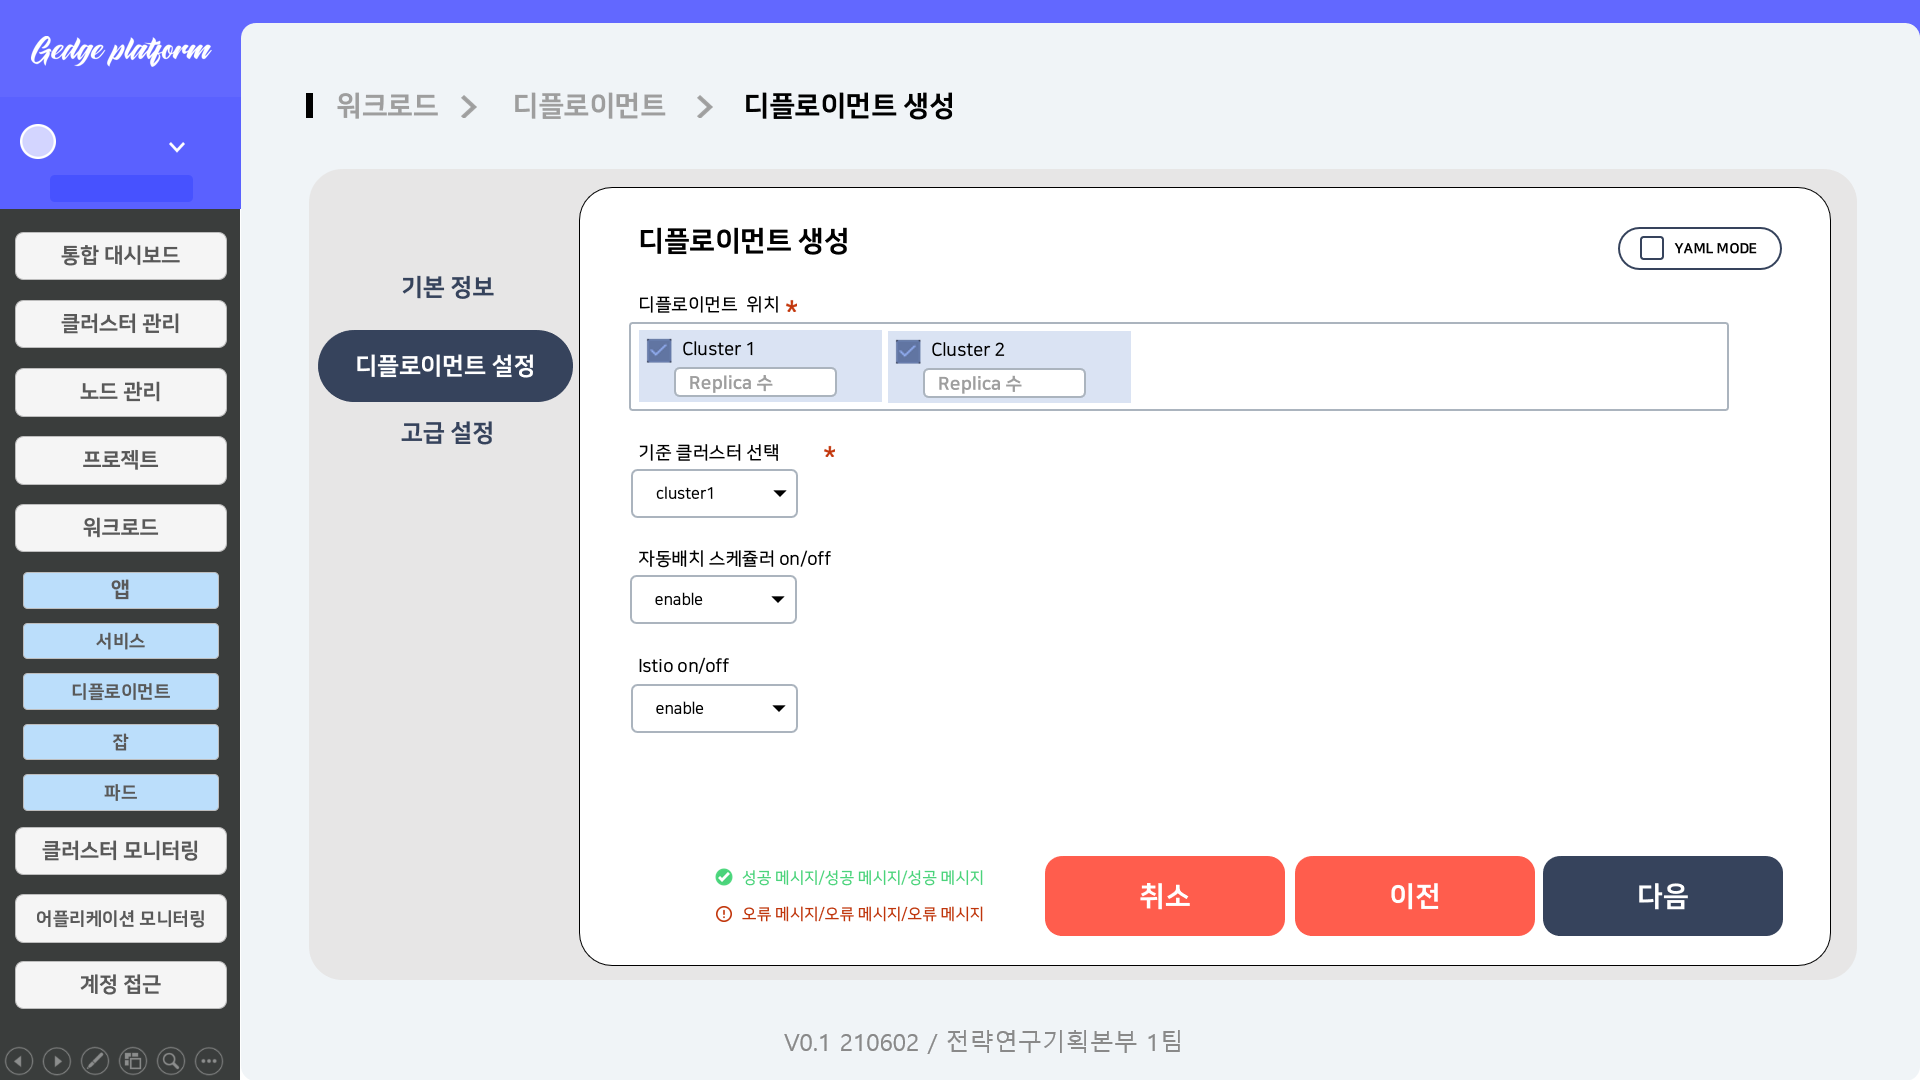 Gedge platform
통합 대시보드
클러스터 관리
노드 관리
프로젝트
워크로드
앱
서비스
디플로이먼트
잡
파드
클러스터 모니터링
어플리케이션 모니터링
계정 접근
워크로드 > 디플로이먼트 > 디플로이먼트 생성
기본 정보
디플로이먼트 설정
고급 설정
디플로이먼트 생성
YAML MODE
디플로이먼트 위치 *
Cluster 1
Replica 수
Cluster 2
Replica 수
기준 클러스터 선택 *
cluster1
자동배치 스케쥴러 on/off
enable
Istio on/off
enable
성공 메시지/성공 메시지/성공 메시지
오류 메시지/오류 메시지/오류 메시지
취소
이전
다음
V0.1 210602 / 전략연구기획본부 1팀